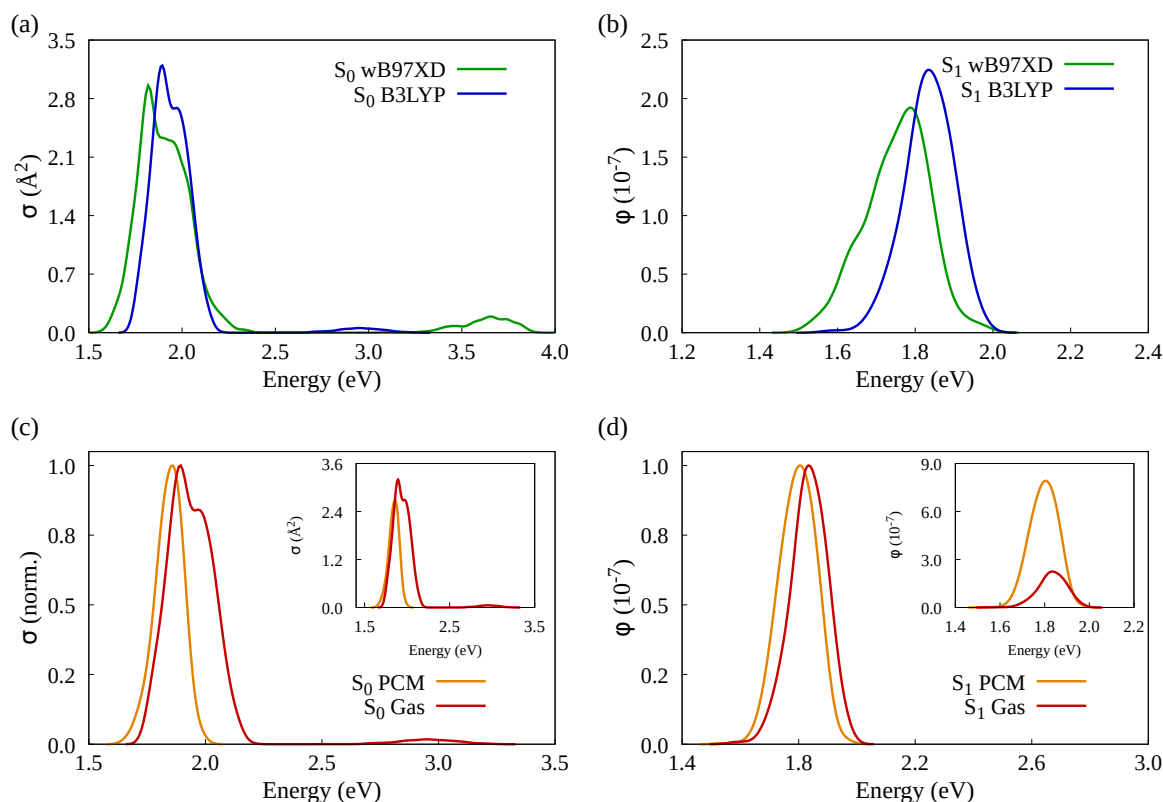 (a)
3.5
2.8
2.1
1.4
0.7
0.0
σ (Å²)
S₀ wB97XD
S₀ B3LYP
1.5 2.0 2.5 3.0 3.5 4.0
Energy (eV)
(b)
2.5
2.0
1.5
1.0
0.5
0.0
φ (10⁻⁷)
S₁ wB97XD
S₁ B3LYP
1.2 1.4 1.6 1.8 2.0 2.2 2.4
Energy (eV)
(c)
1.0
0.8
0.5
0.2
0.0
σ (norm.)
3.6
2.4
1.2
0.0
σ (Å²)
1.5 2.5 3.5
Energy (eV)
S₀ PCM
S₀ Gas
1.5 2.0 2.5 3.0 3.5
Energy (eV)
(d)
1.0
0.8
0.5
0.2
0.0
φ (10⁻⁷)
9.0
6.0
3.0
0.0
φ (10⁻⁷)
1.4 1.6 1.8 2.0 2.2
Energy (eV)
S₁ PCM
S₁ Gas
1.4 1.8 2.2 2.6 3.0
Energy (eV)